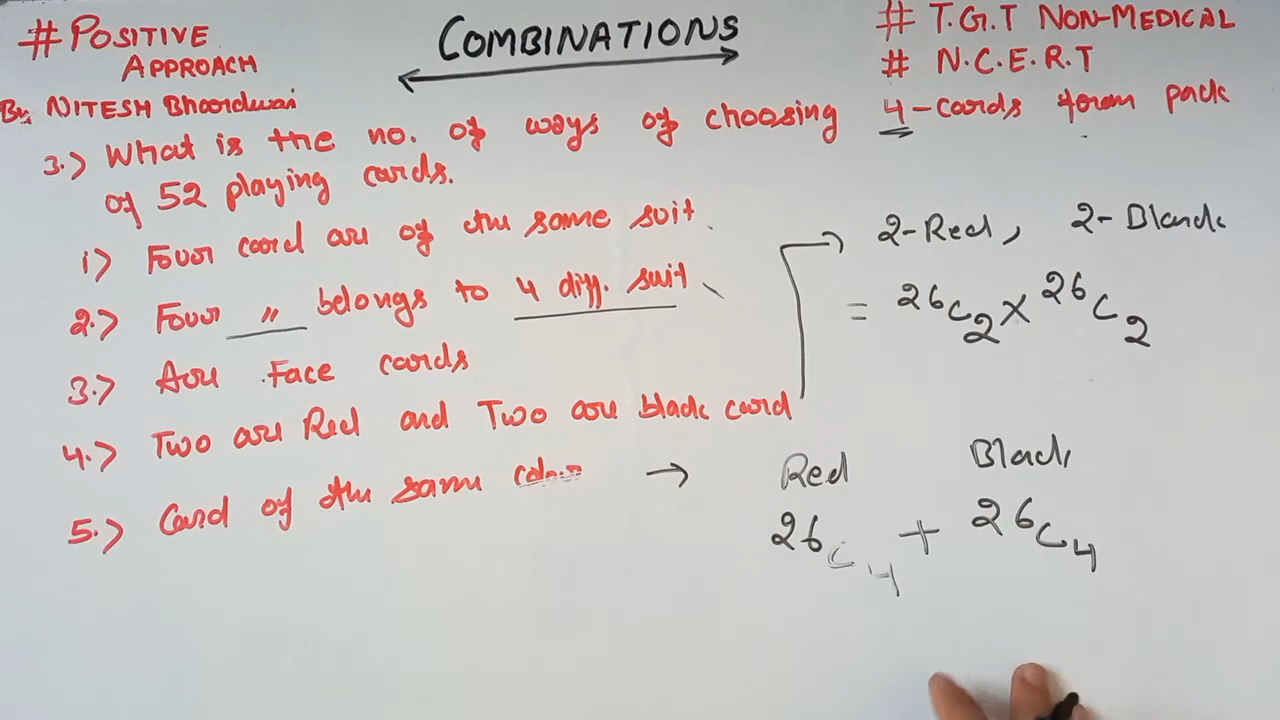 # POSITIVE APPROACH
By NITESH Bhardwaj
COMBINATIONS
# T.G.T NON-MEDICAL
# N.C.E.R.T
3.) What is the no. of ways of choosing 4-cards from pack
of 52 playing cards.
1) Four card are of the same suit
2.) Four " belongs to 4 diff. suit
3.) Are Face cards
4.) Two are Red and Two are black card
5.) Card of the same colour →
2-Red, 2-Black
= 26C2 × 26C2
Red Black
26C4 + 26C4